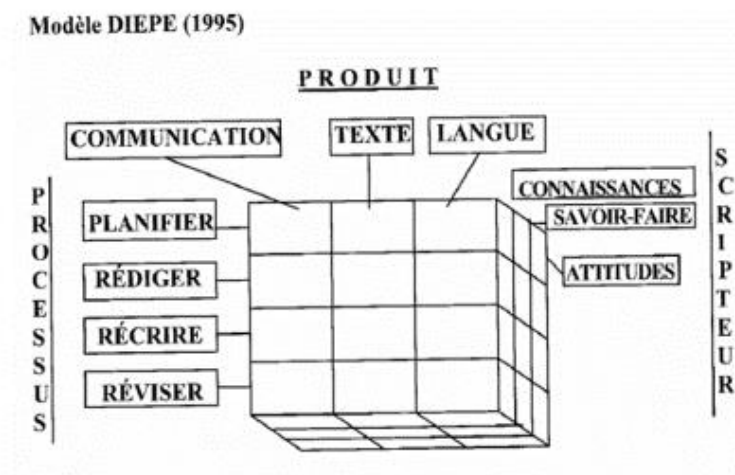 Modèle DIEPE (1995)
PRODUIT
COMMUNICATION
TEXTE
LANGUE
PROCESSUS
PLANIFIER
RÉDIGER
RÉCRIRE
RÉVISER
CONNAISSANCES
SAVOIR-FAIRE
ATTITUDES
SCRIPTEUR